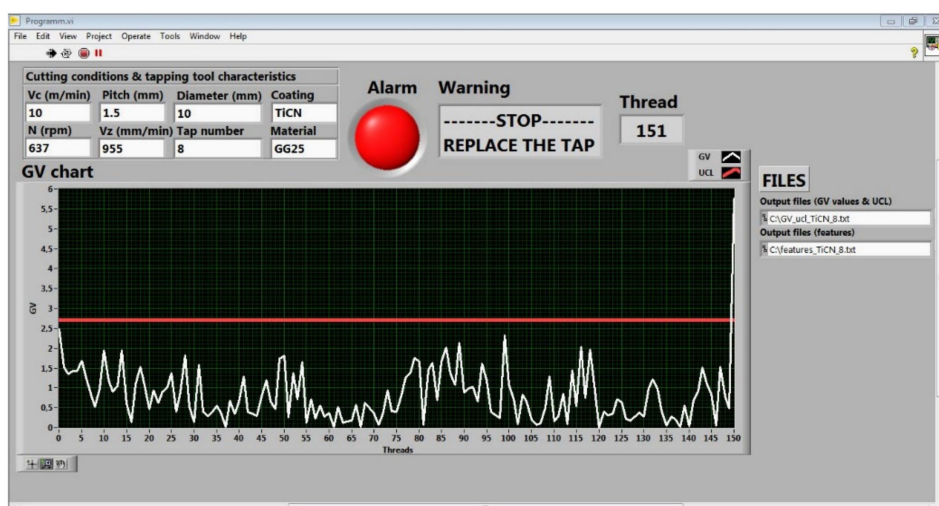 Programm.vi
File Edit View Project Operate Tools Window Help
Cutting conditions & tapping tool characteristics
Vc (m/min) Pitch (mm) Diameter (mm) Coating
10 1.5 10 TiCN
N (rpm) Vz (mm/min) Tap number Material
637 955 8 GG25
Alarm
Warning
-------STOP-------
REPLACE THE TAP
Thread
151
GV
UCL
GV chart
6
5,5
5
4,5
4
3,5
3
2,5
2
1,5
1
0,5
0
GV
0 5 10 15 20 25 30 35 40 45 50 55 60 65 70 75 80 85 90 95 100 105 110 115 120 125 130 135 140 145 150
Threads
FILES
Output files (GV values & UCL)
C:\GV_ucl_TiCN_8.txt
Output files (features)
C:\features_TiCN_8.txt